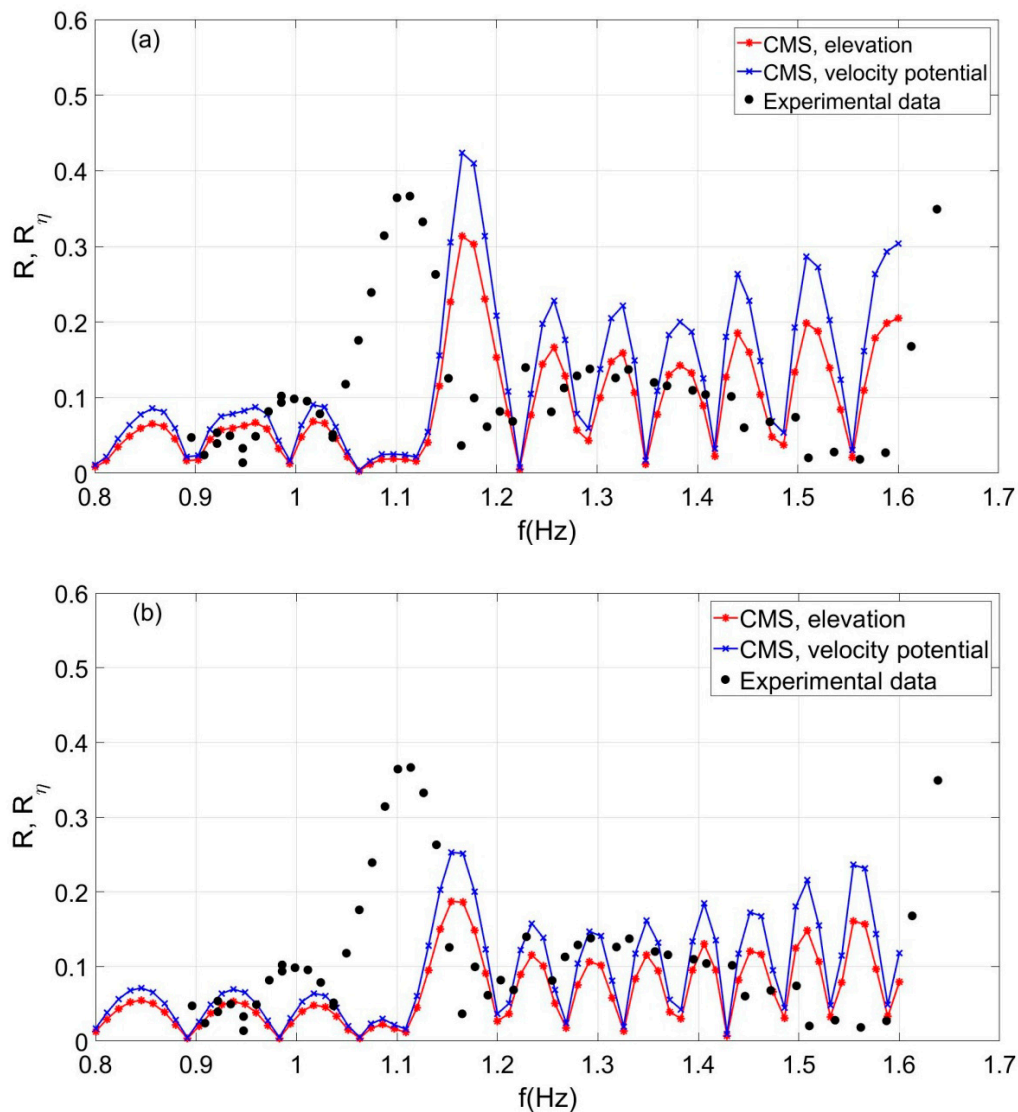 (a)
CMS, elevation
CMS, velocity potential
Experimental data
0.6
0.5
0.4
0.3
0.2
0.1
0
R, Rη
0.8 0.9 1 1.1 1.2 1.3 1.4 1.5 1.6 1.7
f(Hz)
(b)
CMS, elevation
CMS, velocity potential
Experimental data
0.6
0.5
0.4
0.3
0.2
0.1
0
R, Rη
0.8 0.9 1 1.1 1.2 1.3 1.4 1.5 1.6 1.7
f(Hz)